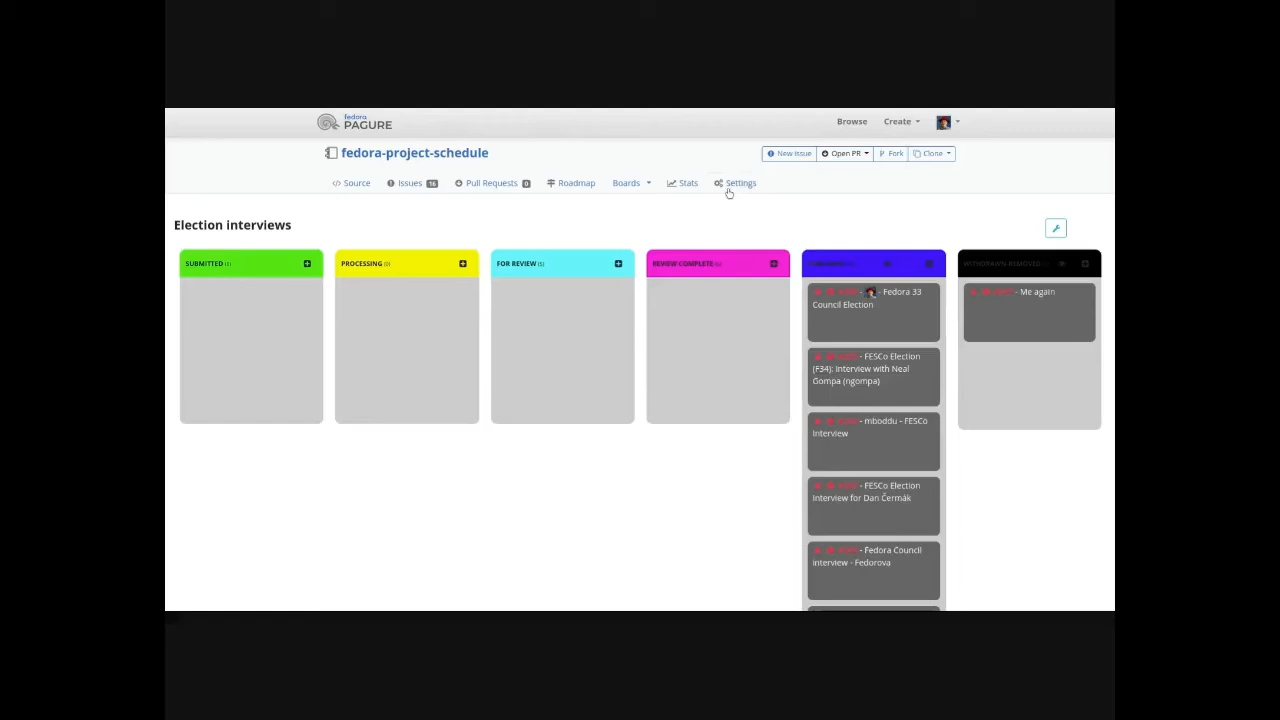 fedora
PAGURE
Browse
Create
fedora-project-schedule
New Issue
Open PR
Fork
Clone
Source
Issues 16
Pull Requests 0
Roadmap
Boards
Stats
Settings
Election interviews
SUBMITTED
PROCESSING
FOR REVIEW
REVIEW COMPLETE
WITHDRAWN-REMOVED
- Fedora 33
Council Election
- FESCo Election
(F34): Interview with Neal
Gompa (ngompa)
- mboddu - FESCo
Interview
- FESCo Election
Interview for Dan Čermák
- Fedora Council
interview - Fedorova
- Me again